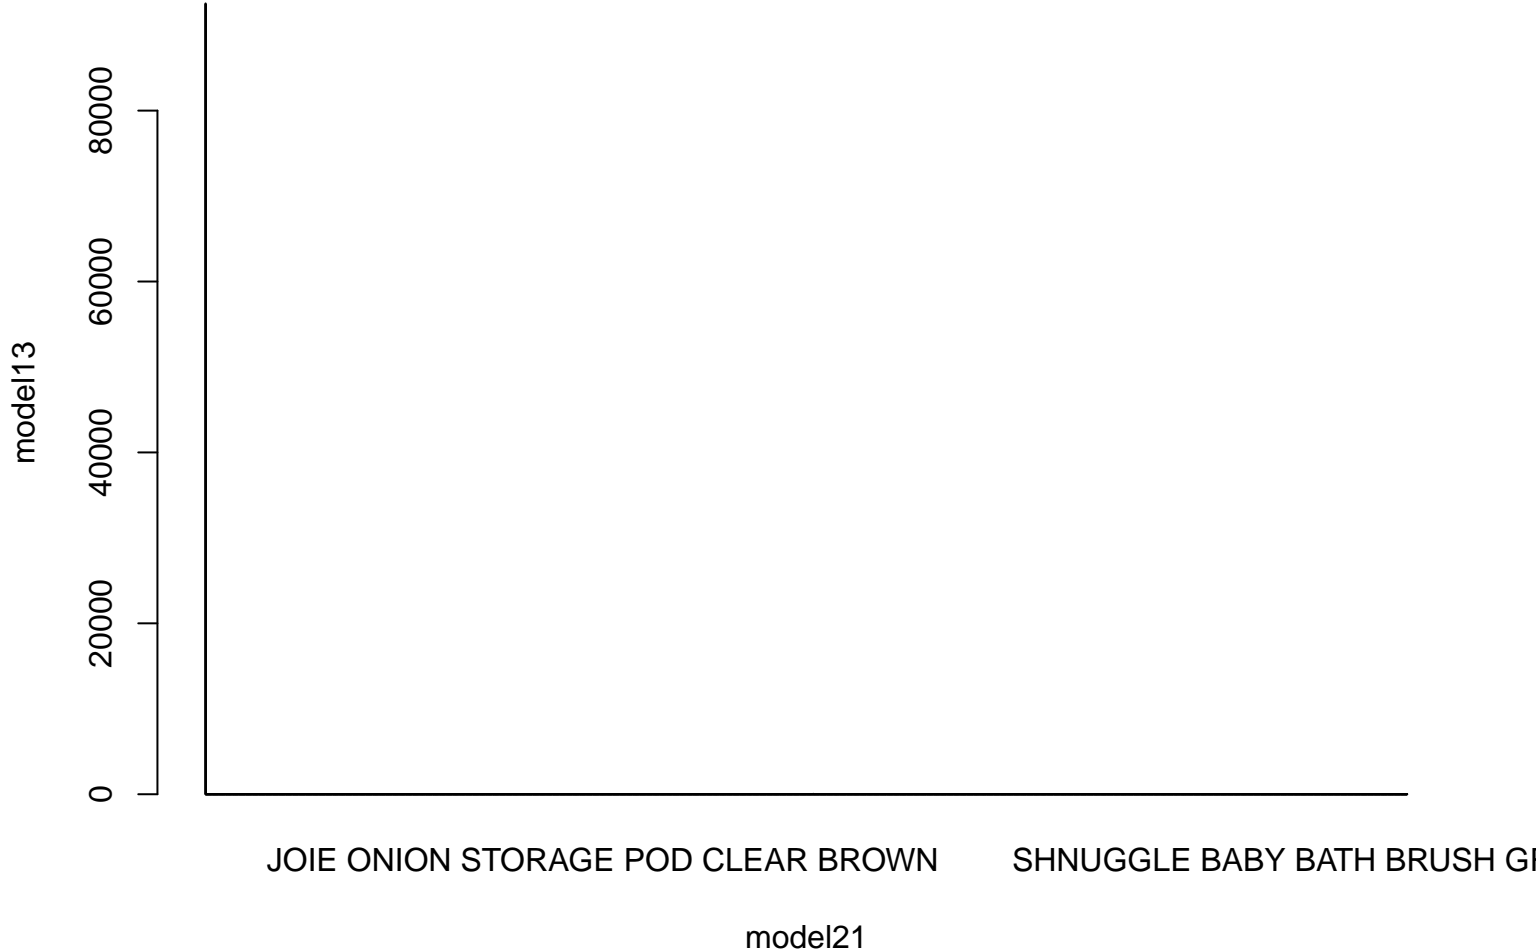 80000
60000
40000
20000
0
model13
JOIE ONION STORAGE POD CLEAR BROWN
SHNUGGLE BABY BATH BRUSH
model21